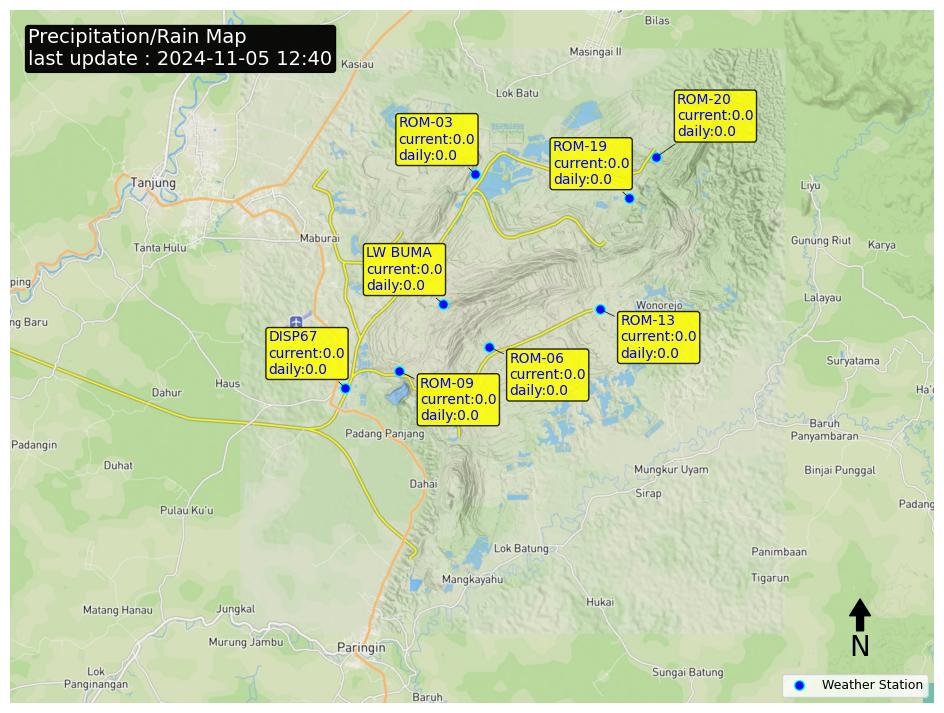 Precipitation/Rain Map
last update : 2024-11-05 12:40
Bilas
Masingai II
Kasiau
Lok Batu
ROM-20
current:0.0
daily:0.0
ROM-03
current:0.0
daily:0.0
ROM-19
current:0.0
daily:0.0
Tanjung
Liyu
Maburai
Tanta Hulu
Gunung Riut
Karya
LW BUMA
current:0.0
daily:0.0
ping
Lalayau
Wonorejo
ng Baru
ROM-13
current:0.0
daily:0.0
DISP67
current:0.0
daily:0.0
ROM-06
current:0.0
daily:0.0
Suryatama
Haus
ROM-09
current:0.0
daily:0.0
Dahur
Ha'o
Padang Panjang
Baruh
Panyambaran
Padangin
Duhat
Mungkur Uyam
Binjai Punggal
Dahai
Sirap
Padang
Pulau Ku'u
Lok Batung
Panimbaan
Mangkayahu
Tigarun
Matang Hanau
Jungkal
Hukai
Murung Jambu
Paringin
N
Lok
Panginangan
Sungai Batung
Baruh
Weather Station